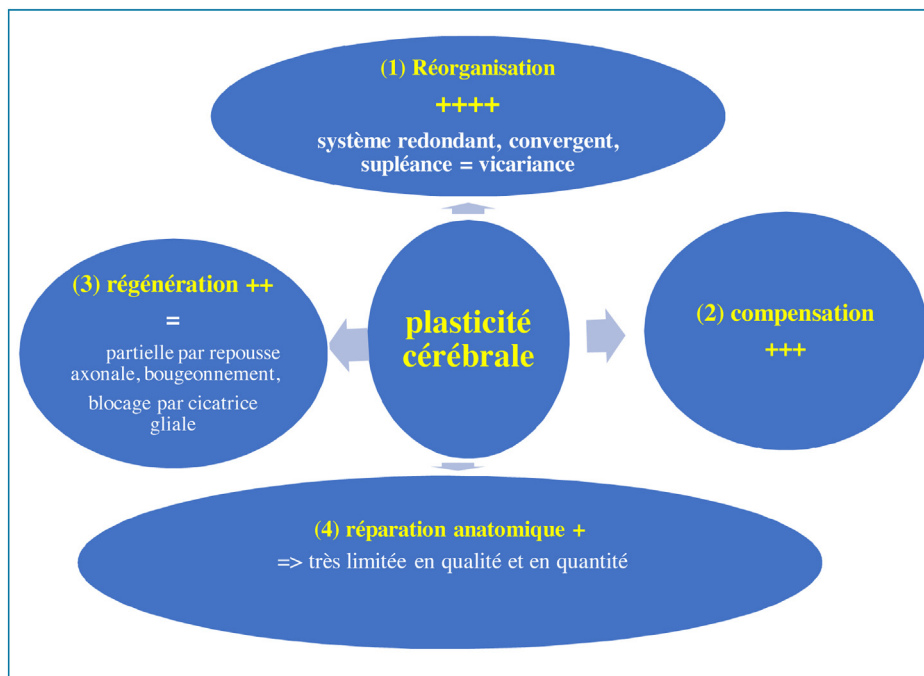 (1) Réorganisation
++++
système redondant, convergent,
supléance = vicariance
(3) régénération ++
=
partielle par repousse
axonale, bougeonnement,
blocage par cicatrice
gliale
plasticité
cérébrale
(2) compensation
+++
(4) réparation anatomique +
=> très limitée en qualité et en quantité